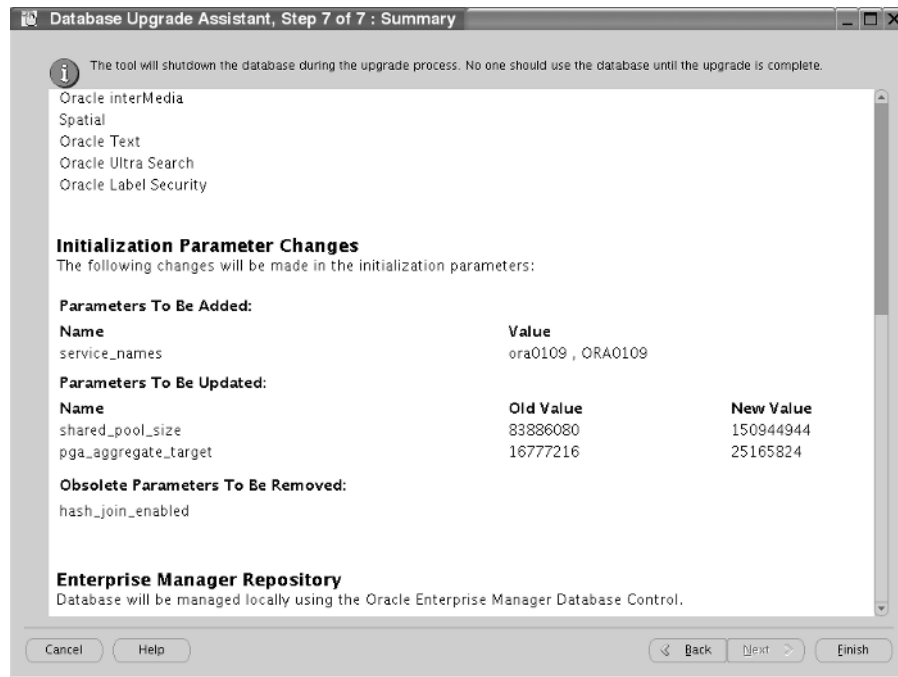 Database Upgrade Assistant, Step 7 of 7 : Summary
The tool will shutdown the database during the upgrade process. No one should use the database until the upgrade is complete.
Oracle interMedia
Spatial
Oracle Text
Oracle Ultra Search
Oracle Label Security
Initialization Parameter Changes
The following changes will be made in the initialization parameters:
Parameters To Be Added:
Name Value
service_names ora0109 , ORA0109
Parameters To Be Updated:
Name Old Value New Value
shared_pool_size 83886080 150944944
pga_aggregate_target 16777216 25165824
Obsolete Parameters To Be Removed:
hash_join_enabled
Enterprise Manager Repository
Database will be managed locally using the Oracle Enterprise Manager Database Control.
Cancel Help Back Next Finish